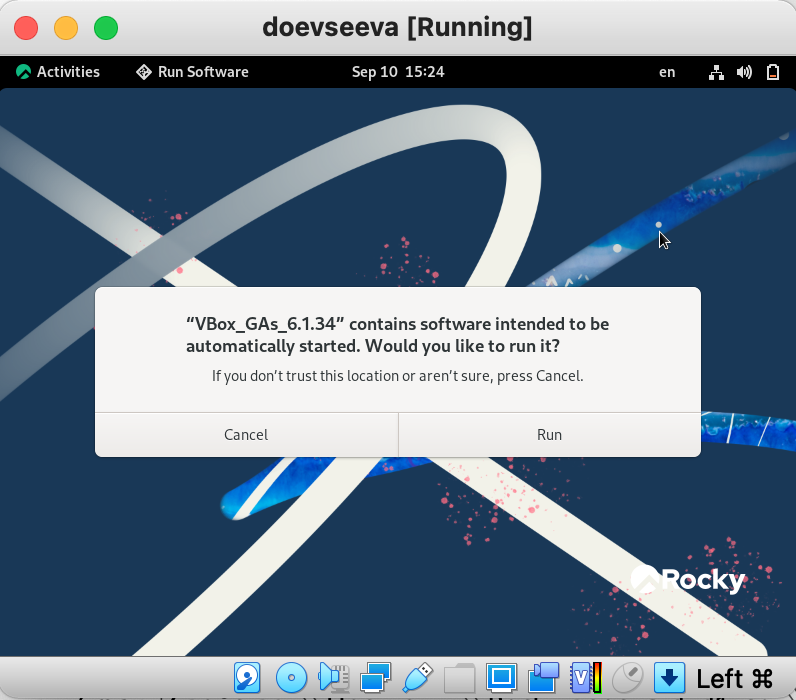 doevseeva [Running]
Activities Run Software Sep 10 15:24 en
“VBox_GAs_6.1.34” contains software intended to be
automatically started. Would you like to run it?
If you don’t trust this location or aren’t sure, press Cancel.
Cancel Run
Rocky
V
Left ⌘